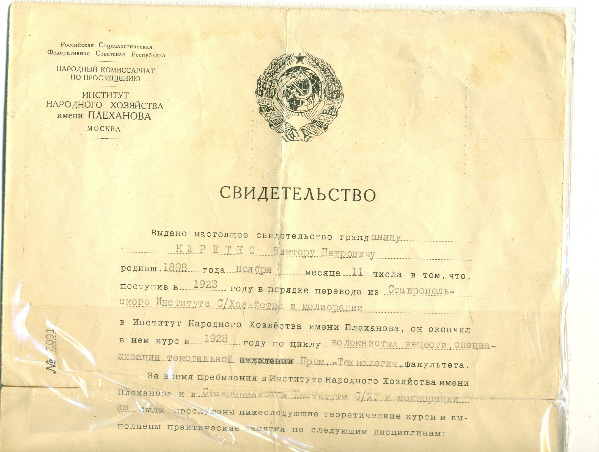 Российская Социалистическая
Федеративная Советская Республика
НАРОДНЫЙ КОМИССАРИАТ
ПО ПРОСВЕЩЕНИЮ
ИНСТИТУТ
НАРОДНОГО ХОЗЯЙСТВА
имени ПЛЕХАНОВА
МОСКВА
СВИДЕТЕЛЬСТВО
Выдано настоящее свидетельство гражданину
Виктору Петровичу
родивш. 1898 года ноября месяца 11 числа в том, что,
поступив в 1923 году в порядке перевода из Ставрополь-
ского Института С/Хозяйства и мелиорации
в Институт Народного Хозяйства имени Плеханова, он окончил
в нем курс в 1928 году по циклу волокнистых веществ, специа-
лизации текстильной Пром.-Технологич. факультета.
За время пребывания в Институте Народного Хозяйства имени
Плеханова и в Институте С/Х. и мелиорации
им были прослушаны нижеследующие теоретические курсы и вы-
полнены практические занятия по следующим дисциплинам:
№ 2091